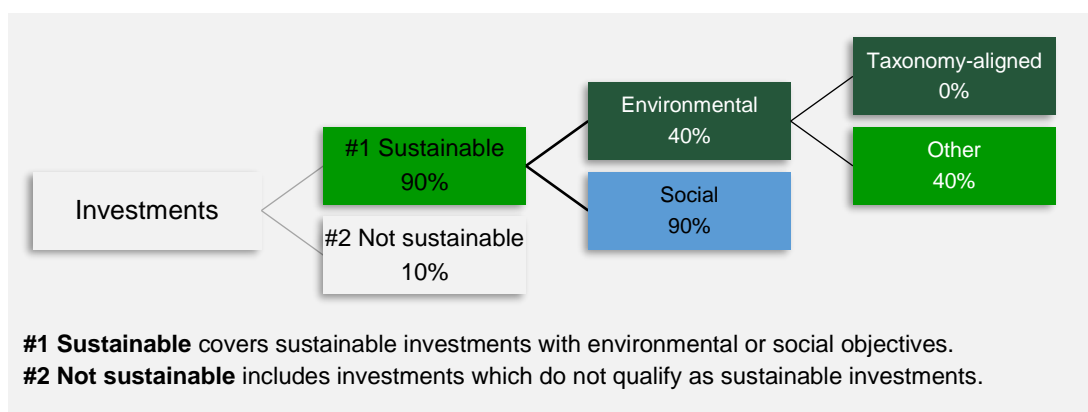 Investments
#1 Sustainable
90%
#2 Not sustainable
10%
Environmental
40%
Social
90%
Taxonomy-aligned
0%
Other
40%
#1 Sustainable covers sustainable investments with environmental or social objectives.
#2 Not sustainable includes investments which do not qualify as sustainable investments.